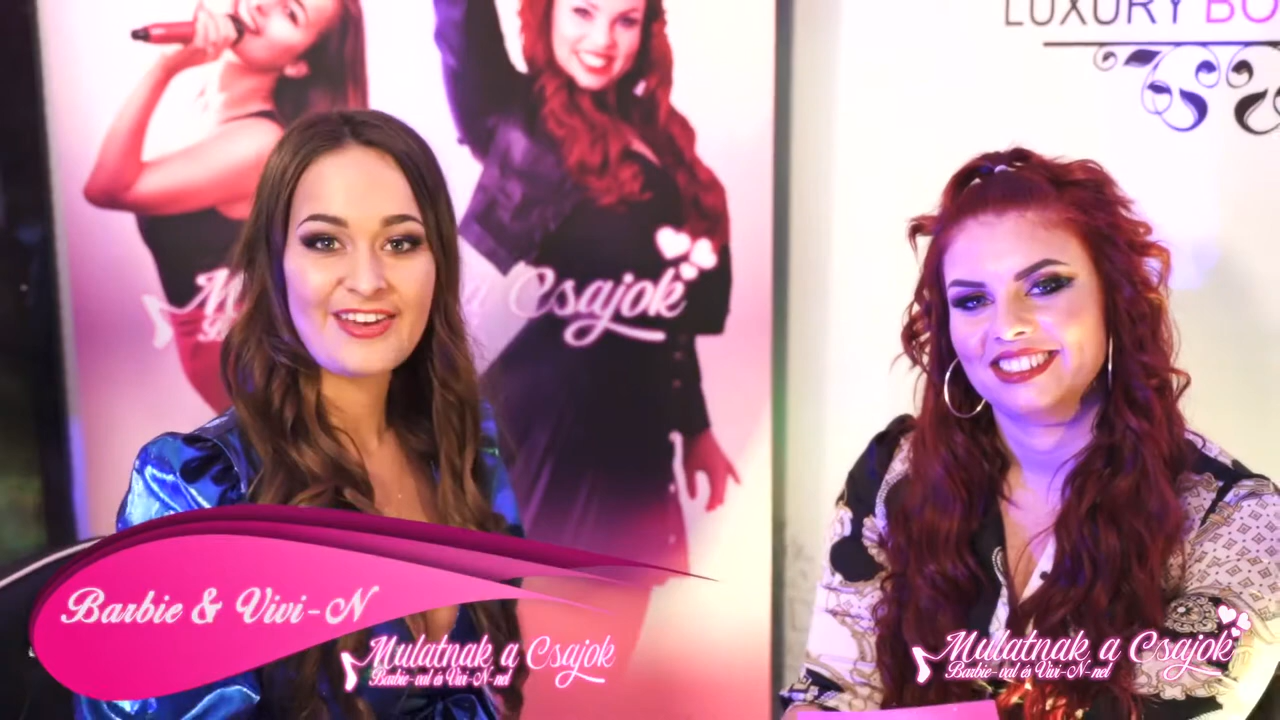 LUXURY BO
a Csajok
Barbie & Vivi-N
Mulatnak a Csajok
Barbie-val és Vivi-N-nel
Mulatnak a Csajok
Barbie-val és Vivi-N-nel